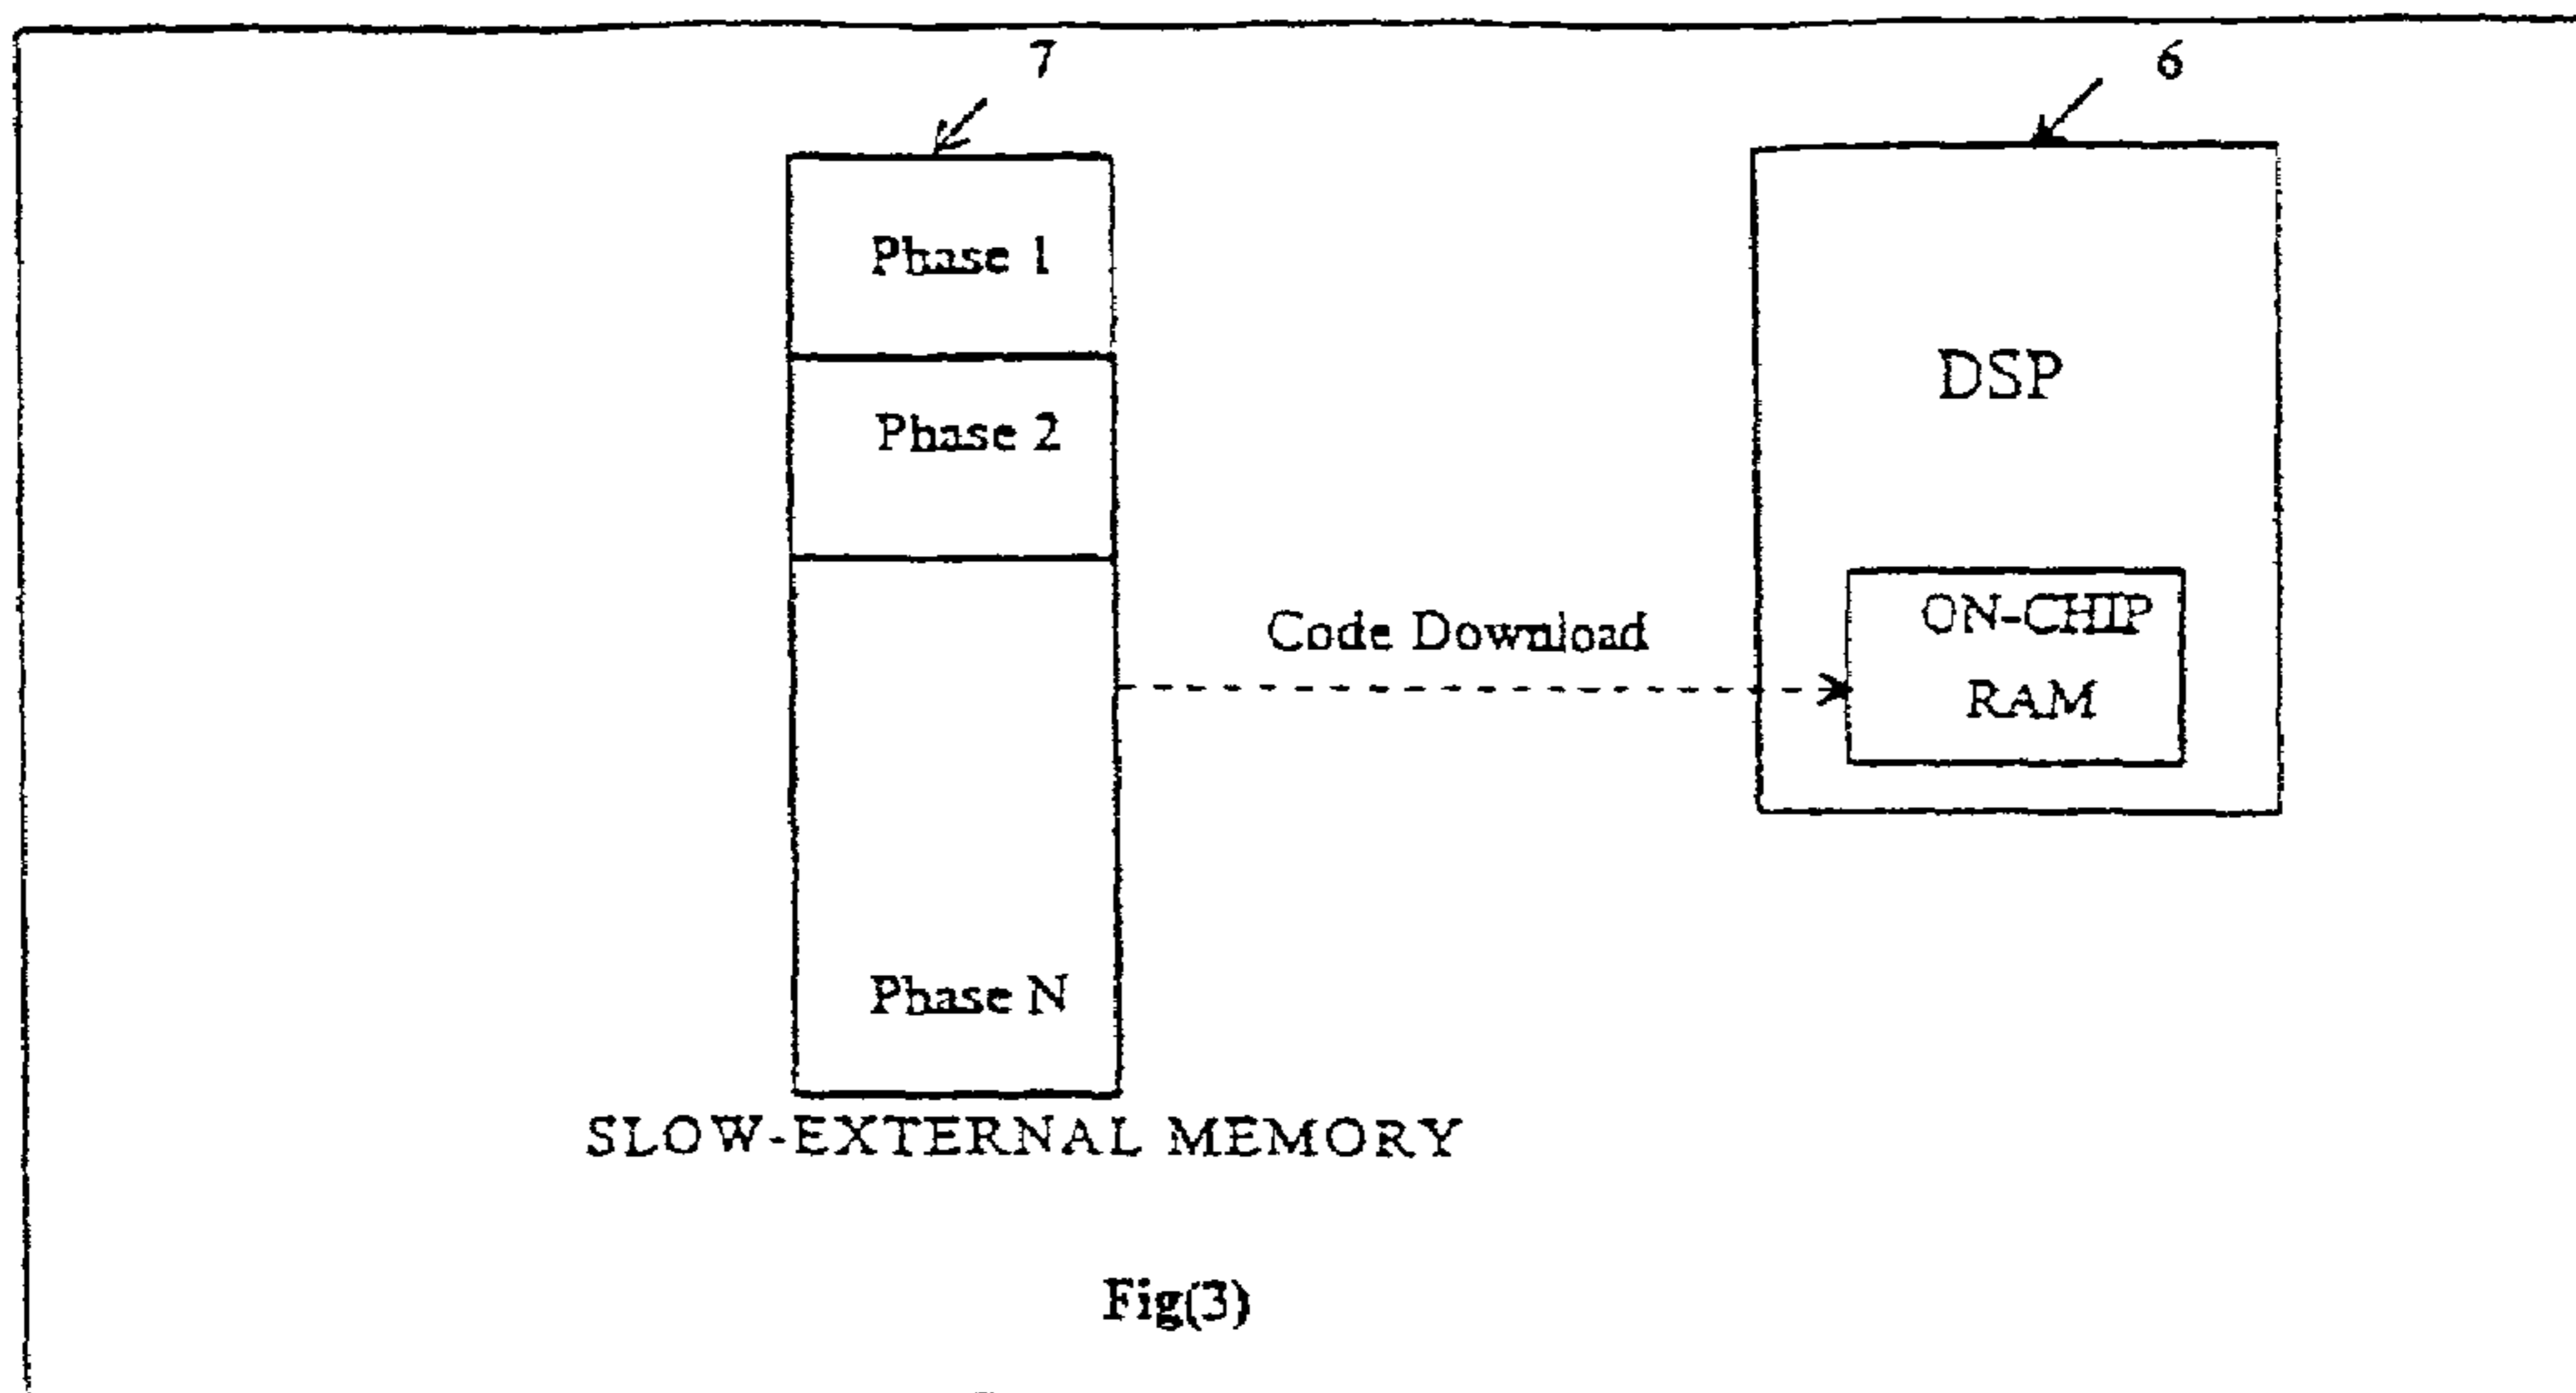 7
6
Phase 1
DSP
Phase 2
ON-CHIP
Code Download
RAM
Phase N
SLOW-EXTERNAL MEMORY
Fig(3)